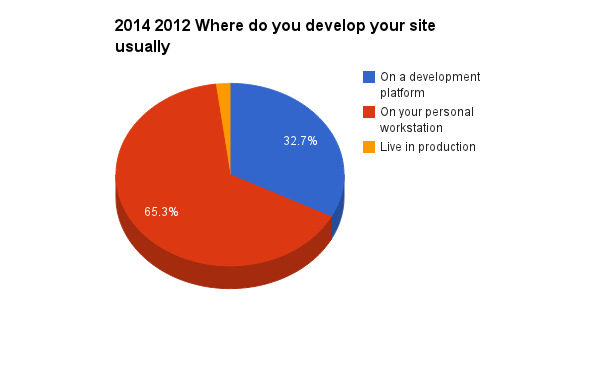 2014 2012 Where do you develop your site
usually
On a development
platform
On your personal
workstation
Live in production
32.7%
65.3%